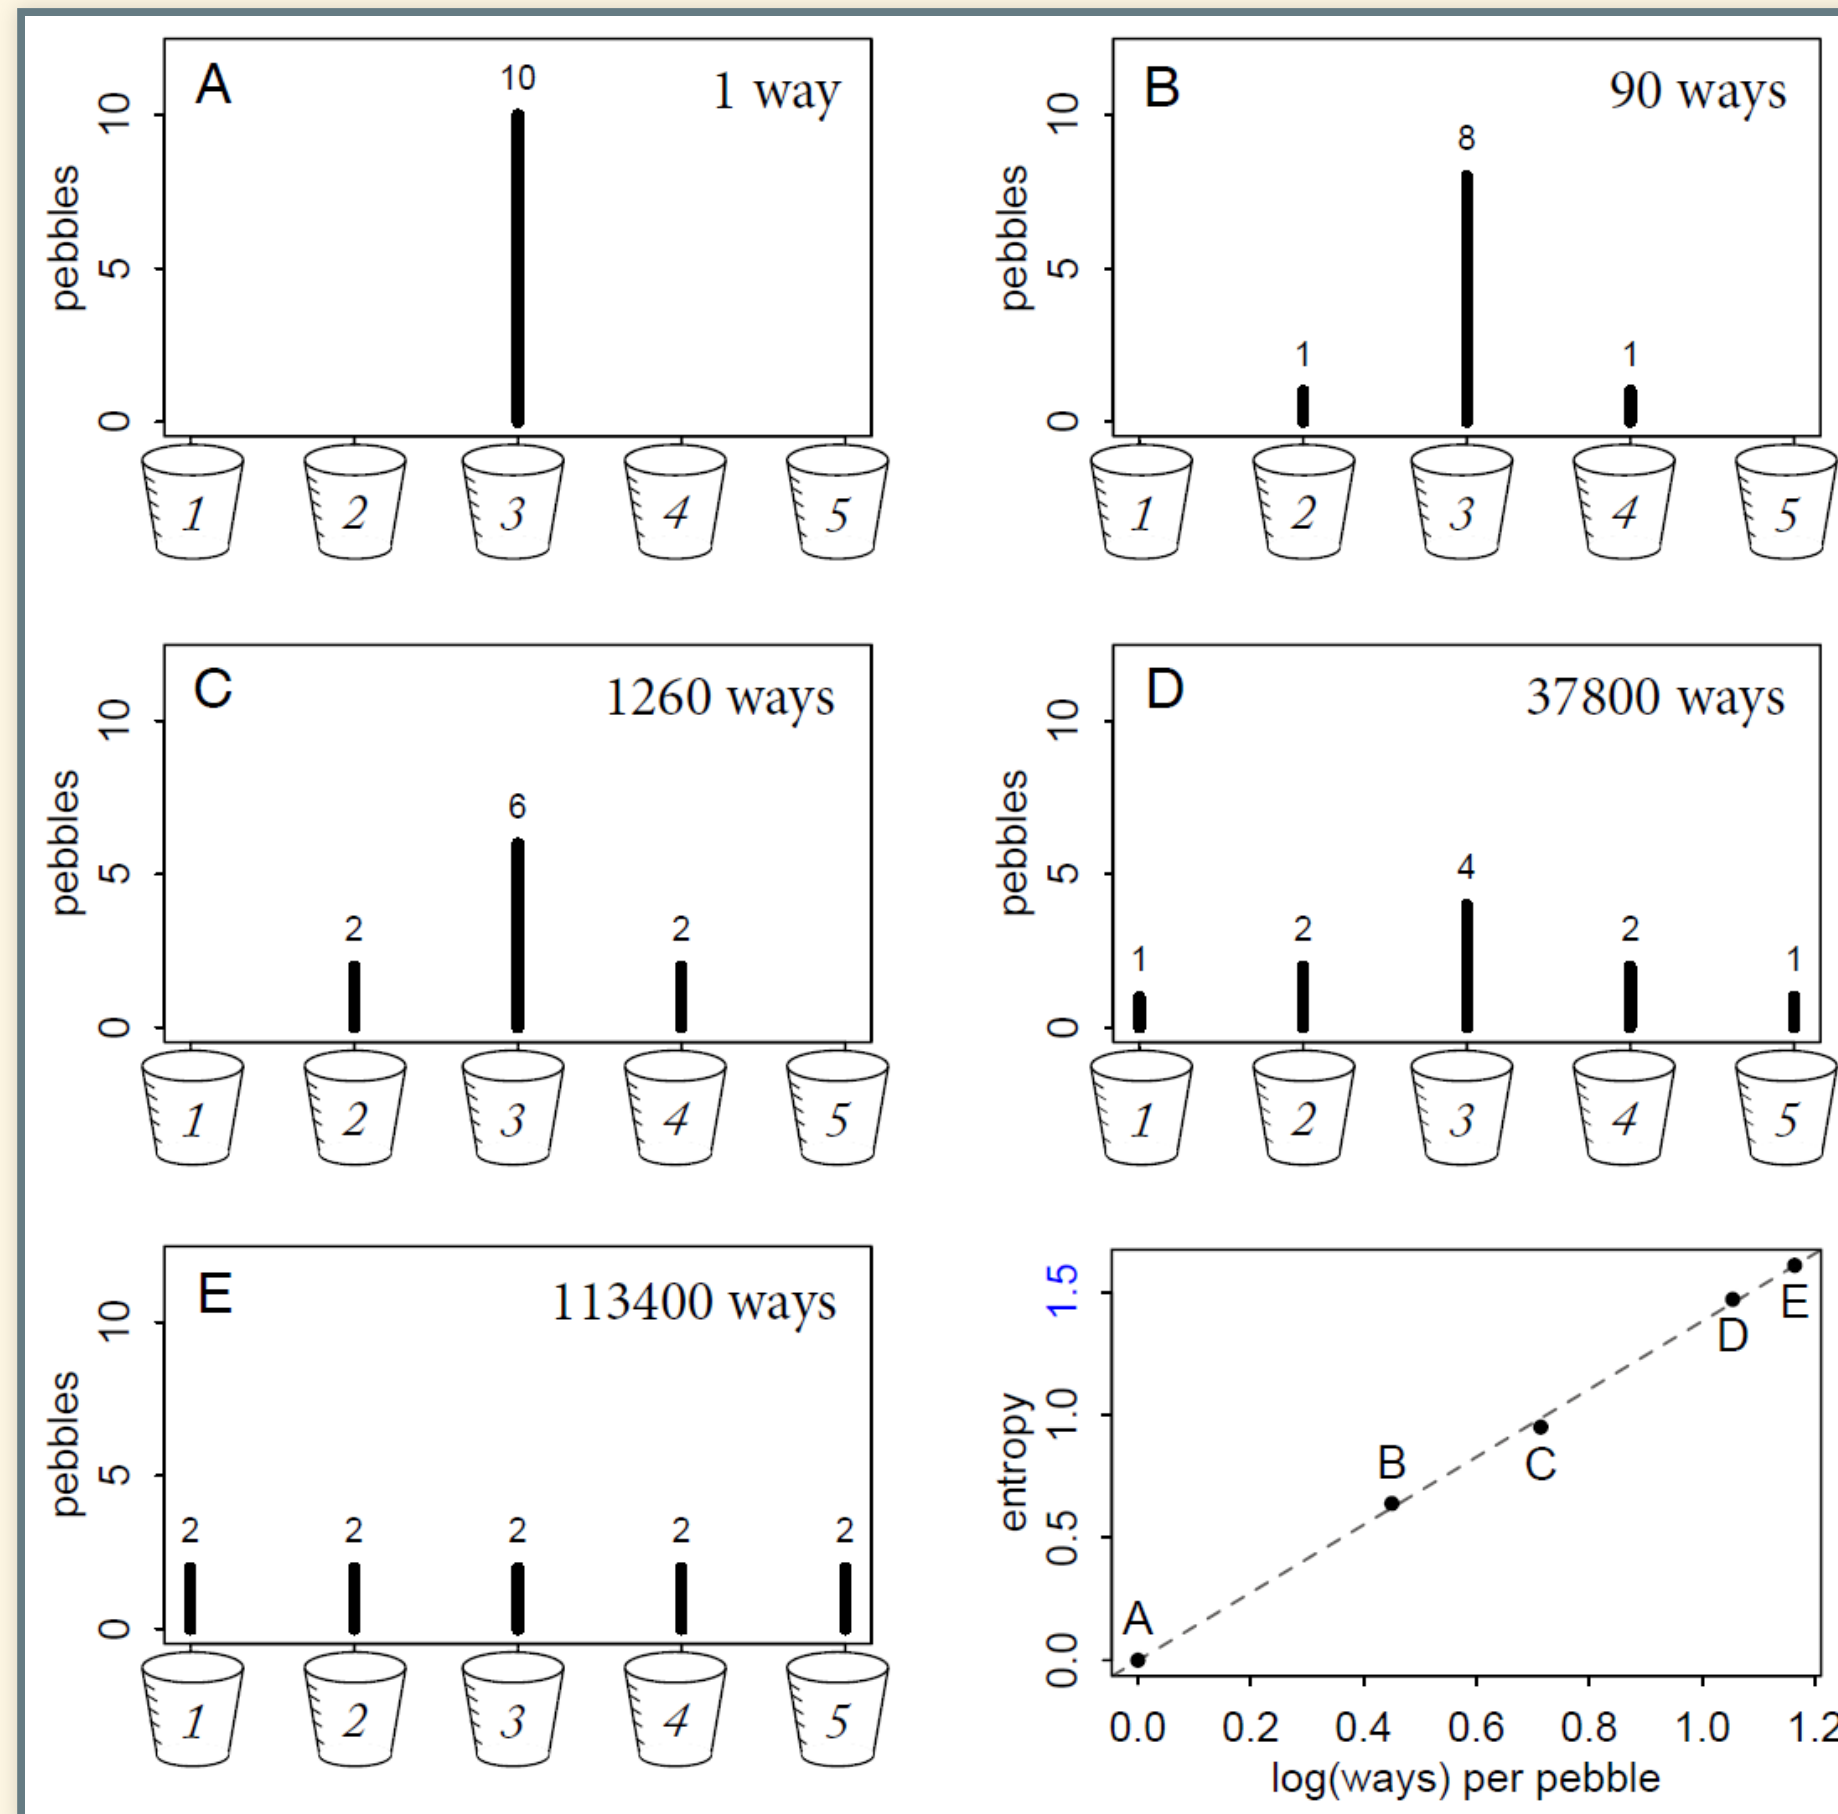 A 1 way
10
pebbles
10
5
0
1 2 3 4 5
B 90 ways
8
1 1
pebbles
10
5
0
1 2 3 4 5
C 1260 ways
6
2 2
pebbles
10
5
0
1 2 3 4 5
D 37800 ways
4
2 2
1 1
pebbles
10
5
0
1 2 3 4 5
E 113400 ways
2 2 2 2 2
pebbles
10
5
0
1 2 3 4 5
entropy
1.5
1.0
0.5
0.0
E
D
B
C
A
0.0 0.2 0.4 0.6 0.8 1.0 1.2
log(ways) per pebble